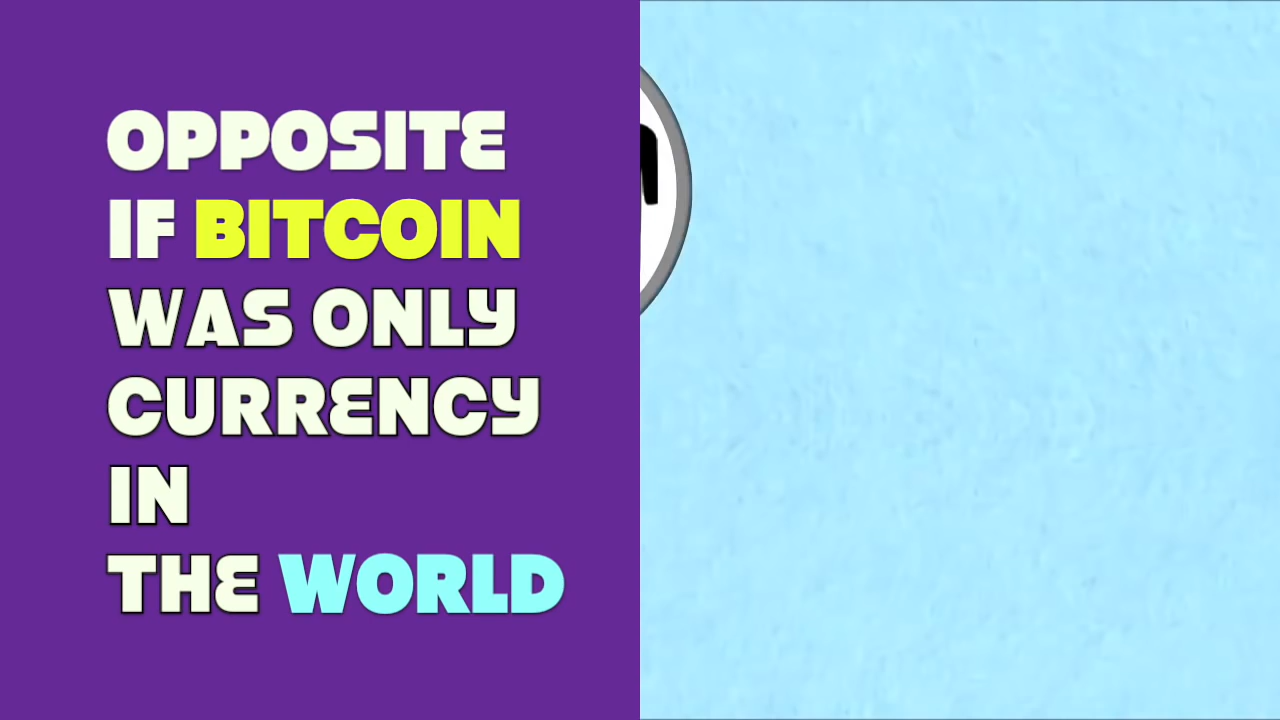 OPPOSITE
IF BITCOIN
WAS ONLY
CURRENCY
IN
THE WORLD